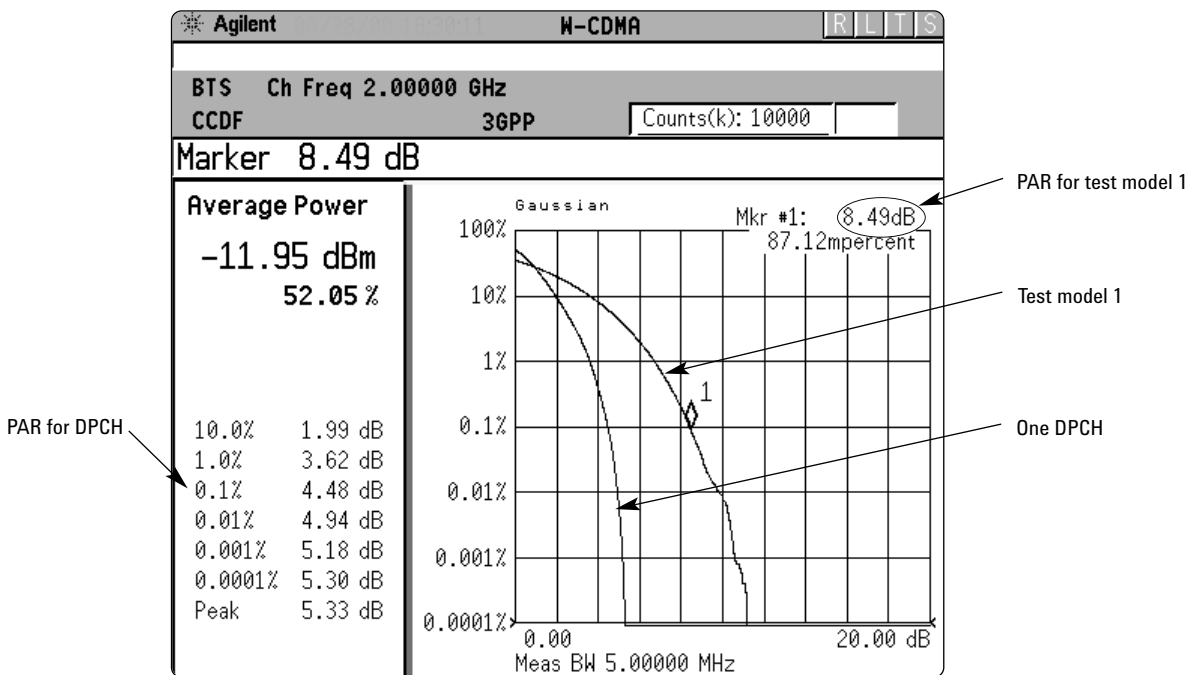 Agilent
W-CDMA
R L T S
BTS Ch Freq 2.00000 GHz
CCDF 3GPP Counts(k): 10000
Marker 8.49 dB
Average Power
-11.95 dBm
52.05 %
10.0% 1.99 dB
1.0% 3.62 dB
0.1% 4.48 dB
0.01% 4.94 dB
0.001% 5.18 dB
0.0001% 5.30 dB
Peak 5.33 dB
PAR for DPCH
Gaussian
Mkr #1: 8.49dB
87.12mpercent
100%
10%
1%
0.1%
0.01%
0.001%
0.0001%
1
0.00 20.00 dB
Meas BW 5.00000 MHz
PAR for test model 1
Test model 1
One DPCH